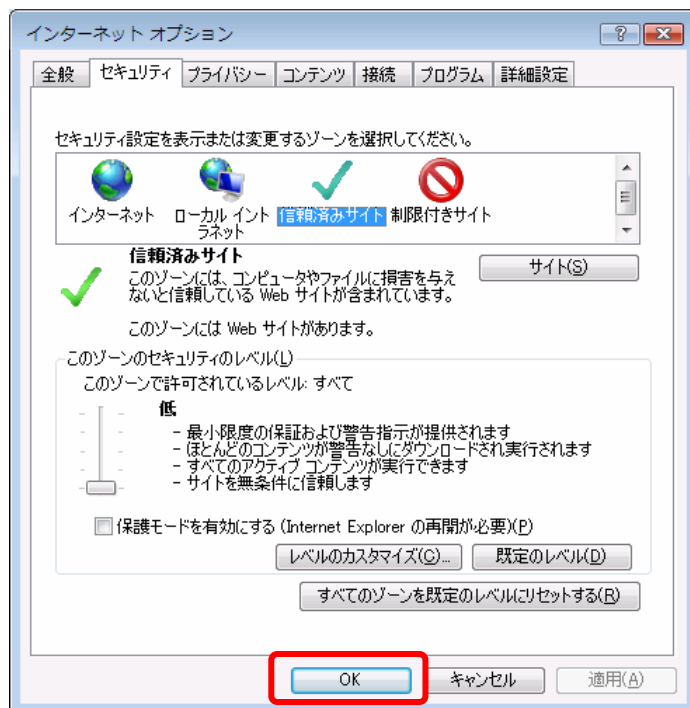 インターネット オプション
全般 セキュリティ プライバシー コンテンツ 接続 プログラム 詳細設定
セキュリティ設定を表示または変更するゾーンを選択してください。
インターネット ローカル イント 信頼済みサイト 制限付きサイト
ラネット
信頼済みサイト
サイト(S)
このゾーンには、コンピュータやファイルに損害を与え
ないと信頼している Web サイトが含まれています。
このゾーンには Web サイトがあります。
このゾーンのセキュリティのレベル(L)
このゾーンで許可されているレベル: すべて
低
- 最小限度の保証および警告指示が提供されます
- ほとんどのコンテンツが警告なしにダウンロードされ実行されます
- すべてのアクティブ コンテンツが実行できます
- サイトを無条件に信頼します
保護モードを有効にする (Internet Explorer の再開が必要)(P)
レベルのカスタマイズ(C)... 既定のレベル(D)
すべてのゾーンを既定のレベルにリセットする(R)
OK キャンセル 適用(A)